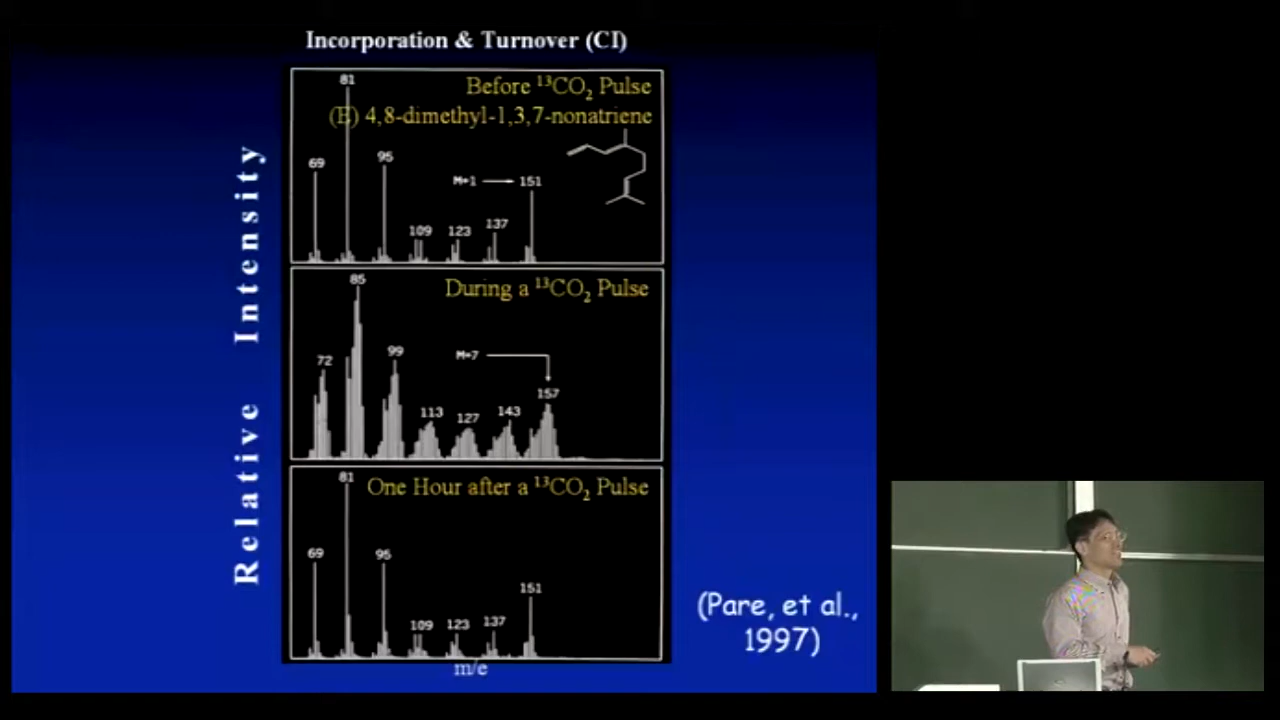 Incorporation & Turnover (CI)
Relative Intensity
81
Before ¹³CO₂ Pulse
(E) 4,8-dimethyl-1,3,7-nonatriene
69
95
M+1
151
109
123
137
85
During a ¹³CO₂ Pulse
72
99
M+7
157
113
127
143
81
One Hour after a ¹³CO₂ Pulse
69
95
151
109
123
137
m/e
(Pare, et al.,
1997)